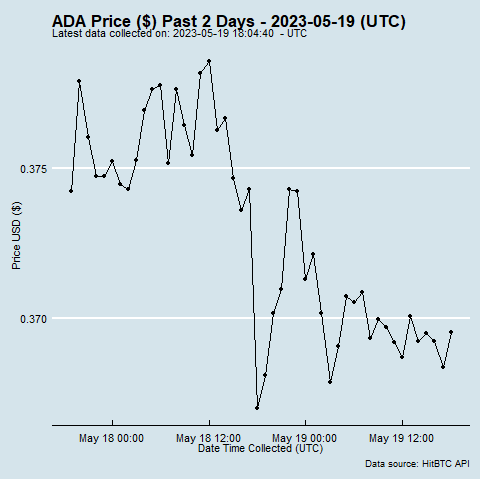 ADA Price ($) Past 2 Days - 2023-05-19 (UTC)
Latest data collected on: 2023-05-19 18:04:40 - UTC
0.375
Price USD ($)
0.370
May 18 00:00 May 18 12:00 May 19 00:00 May 19 12:00
Date Time Collected (UTC)
Data source: HitBTC API